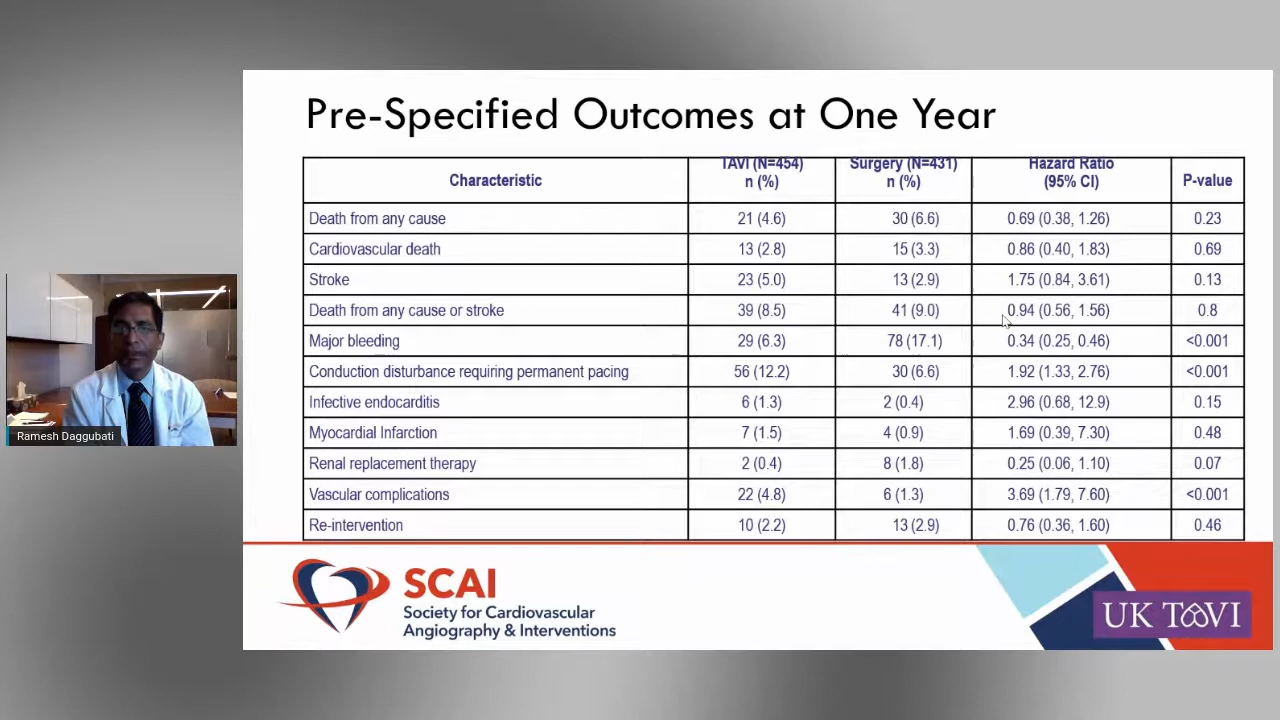 Pre-Specified Outcomes at One Year
Characteristic TAVI (N=454) n (%) Surgery (N=431) n (%) Hazard Ratio (95% CI) P-value
Death from any cause 21 (4.6) 30 (6.6) 0.69 (0.38, 1.26) 0.23
Cardiovascular death 13 (2.8) 15 (3.3) 0.86 (0.40, 1.83) 0.69
Stroke 23 (5.0) 13 (2.9) 1.75 (0.84, 3.61) 0.13
Death from any cause or stroke 39 (8.5) 41 (9.0) 0.94 (0.56, 1.56) 0.8
Major bleeding 29 (6.3) 78 (17.1) 0.34 (0.25, 0.46) <0.001
Conduction disturbance requiring permanent pacing 56 (12.2) 30 (6.6) 1.92 (1.33, 2.76) <0.001
Infective endocarditis 6 (1.3) 2 (0.4) 2.96 (0.68, 12.9) 0.15
Myocardial Infarction 7 (1.5) 4 (0.9) 1.69 (0.39, 7.30) 0.48
Renal replacement therapy 2 (0.4) 8 (1.8) 0.25 (0.06, 1.10) 0.07
Vascular complications 22 (4.8) 6 (1.3) 3.69 (1.79, 7.60) <0.001
Re-intervention 10 (2.2) 13 (2.9) 0.76 (0.36, 1.60) 0.46
Ramesh Daggubati
SCAI
Society for Cardiovascular
Angiography & Interventions
UK TAVI